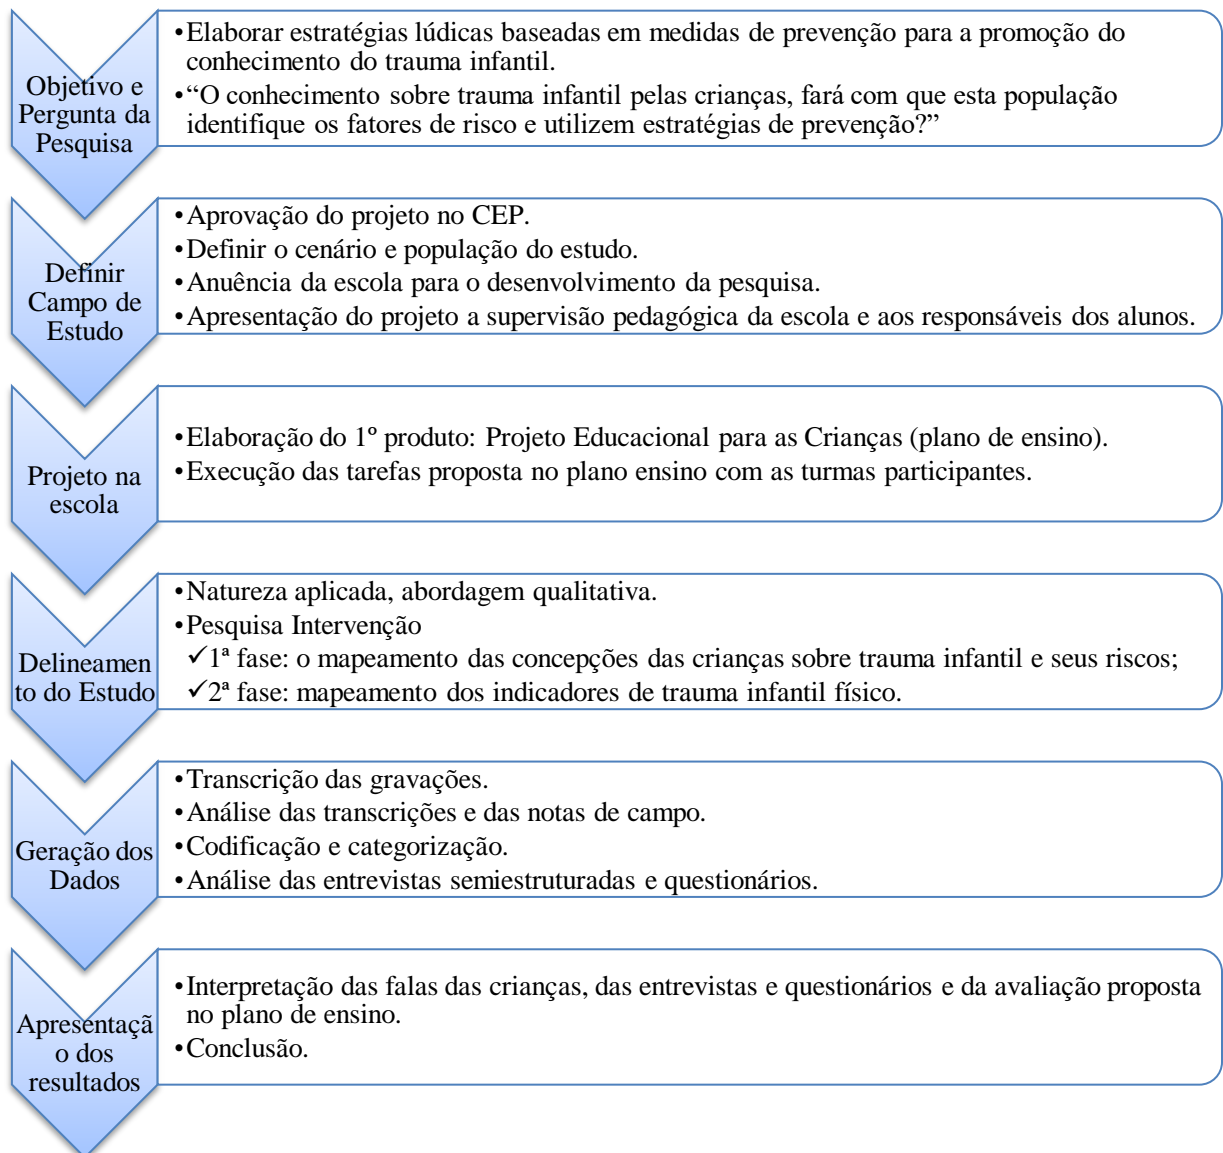 Objetivo e
Pergunta da
Pesquisa
•Elaborar estratégias lúdicas baseadas em medidas de prevenção para a promoção do
conhecimento do trauma infantil.
•“O conhecimento sobre trauma infantil pelas crianças, fará com que esta população
identifique os fatores de risco e utilizem estratégias de prevenção?”
Definir
Campo de
Estudo
•Aprovação do projeto no CEP.
•Definir o cenário e população do estudo.
•Anuência da escola para o desenvolvimento da pesquisa.
•Apresentação do projeto a supervisão pedagógica da escola e aos responsáveis dos alunos.
Projeto na
escola
•Elaboração do 1º produto: Projeto Educacional para as Crianças (plano de ensino).
•Execução das tarefas proposta no plano ensino com as turmas participantes.
Delineamen
to do Estudo
•Natureza aplicada, abordagem qualitativa.
•Pesquisa Intervenção
✓1ª fase: o mapeamento das concepções das crianças sobre trauma infantil e seus riscos;
✓2ª fase: mapeamento dos indicadores de trauma infantil físico.
Geração dos
Dados
•Transcrição das gravações.
•Análise das transcrições e das notas de campo.
•Codificação e categorização.
•Análise das entrevistas semiestruturadas e questionários.
Apresentaçã
o dos
resultados
•Interpretação das falas das crianças, das entrevistas e questionários e da avaliação proposta
no plano de ensino.
•Conclusão.